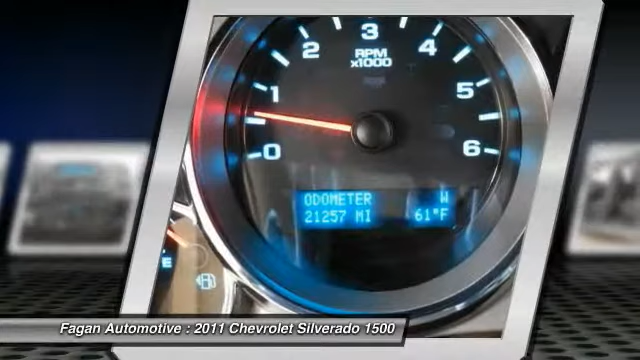 3
2
4
RPM
x1000
1
5
0
6
ODOMETER W
21257 MI 61°F
E
Fagan Automotive : 2011 Chevrolet Silverado 1500